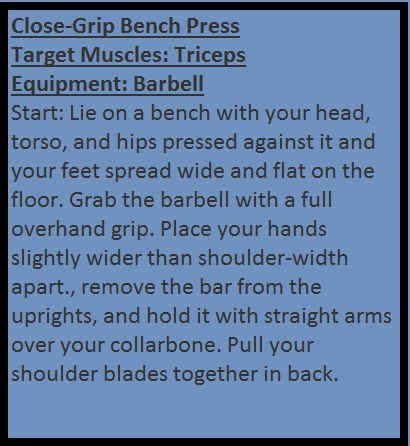 Close-Grip Bench Press
Target Muscles: Triceps
Equipment: Barbell
Start: Lie on a bench with your head,
torso, and hips pressed against it and
your feet spread wide and flat on the
floor. Grab the barbell with a full
overhand grip. Place your hands
slightly wider than shoulder-width
apart., remove the bar from the
uprights, and hold it with straight arms
over your collarbone. Pull your
shoulder blades together in back.